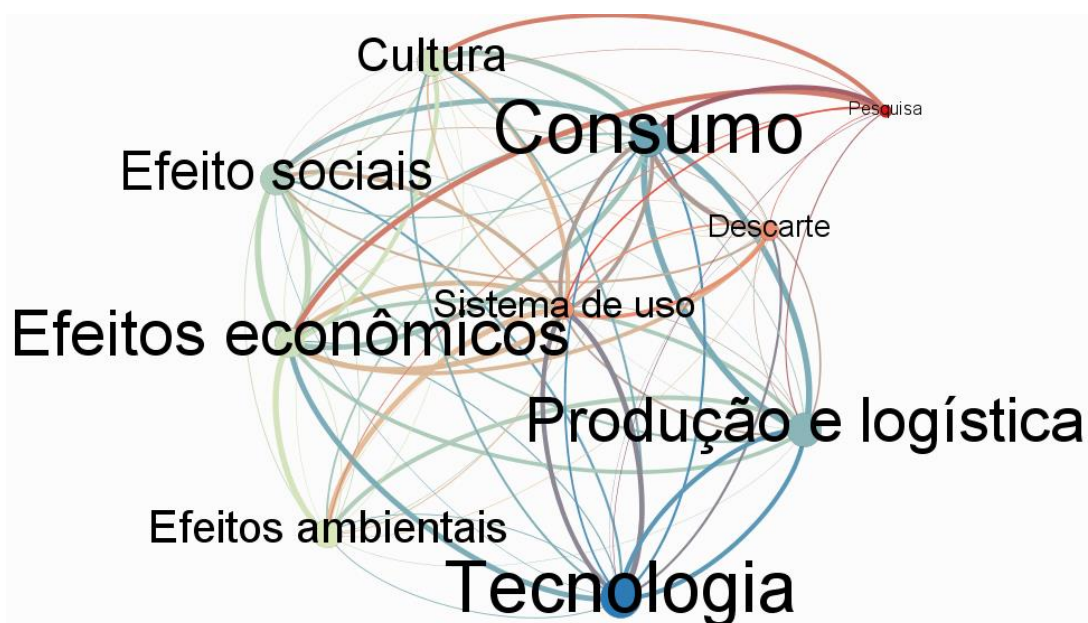 Cultura
Pesquisa
Consumo
Efeito sociais
Descarte
Sistema de uso
Efeitos econômicos
Produção e logística
Efeitos ambientais
Tecnologia